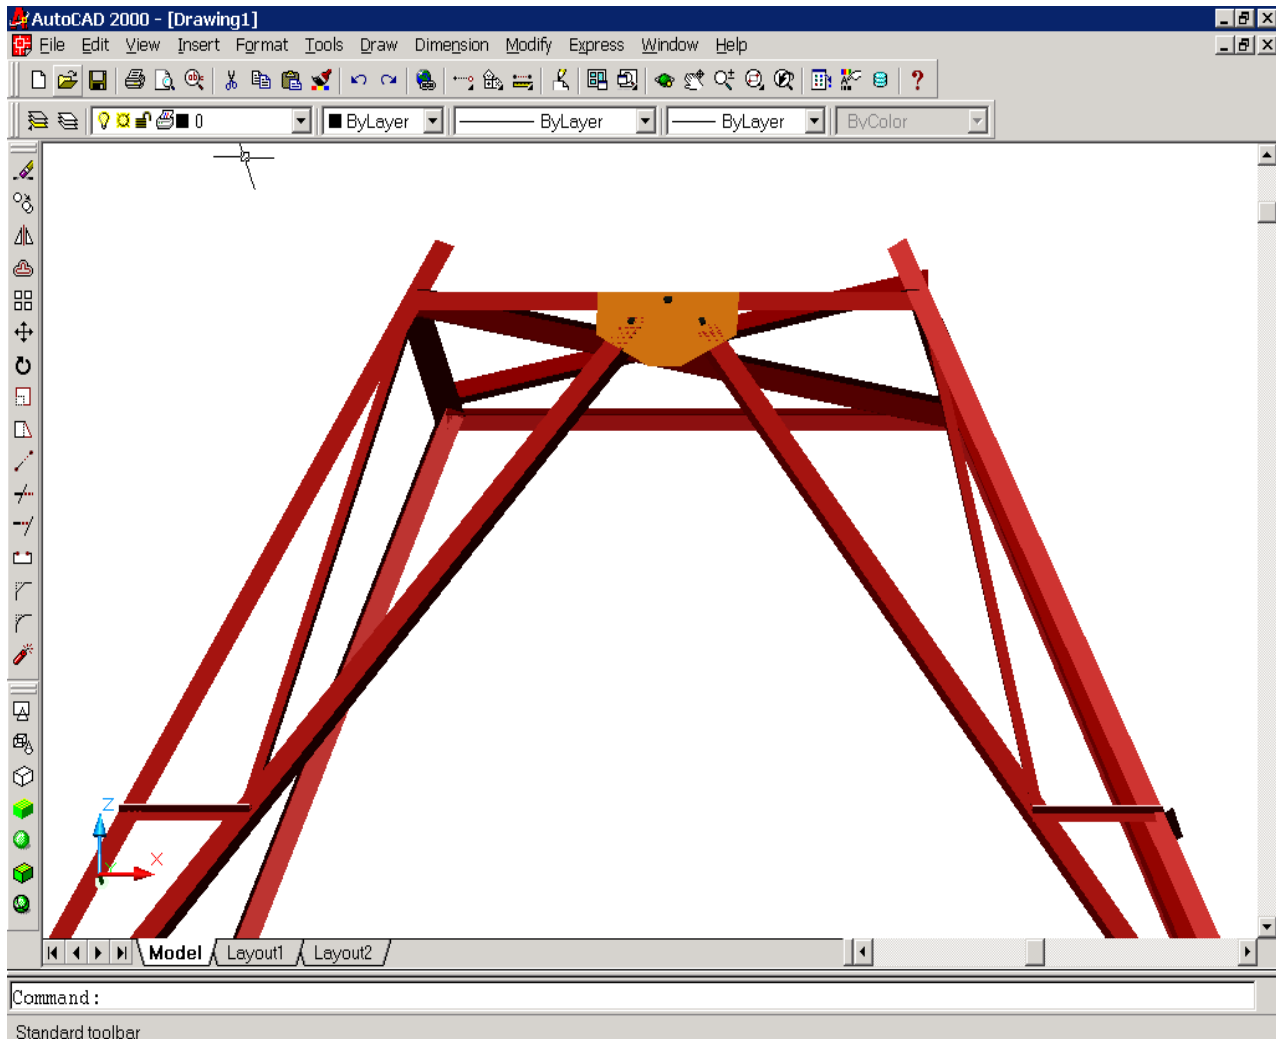 AutoCAD 2000 - [Drawing1]
File Edit View Insert Format Tools Draw Dimension Modify Express Window Help
0 ByLayer ByLayer ByLayer ByColor
Z
X
Y
Model Layout1 Layout2
Command:
Standard toolbar